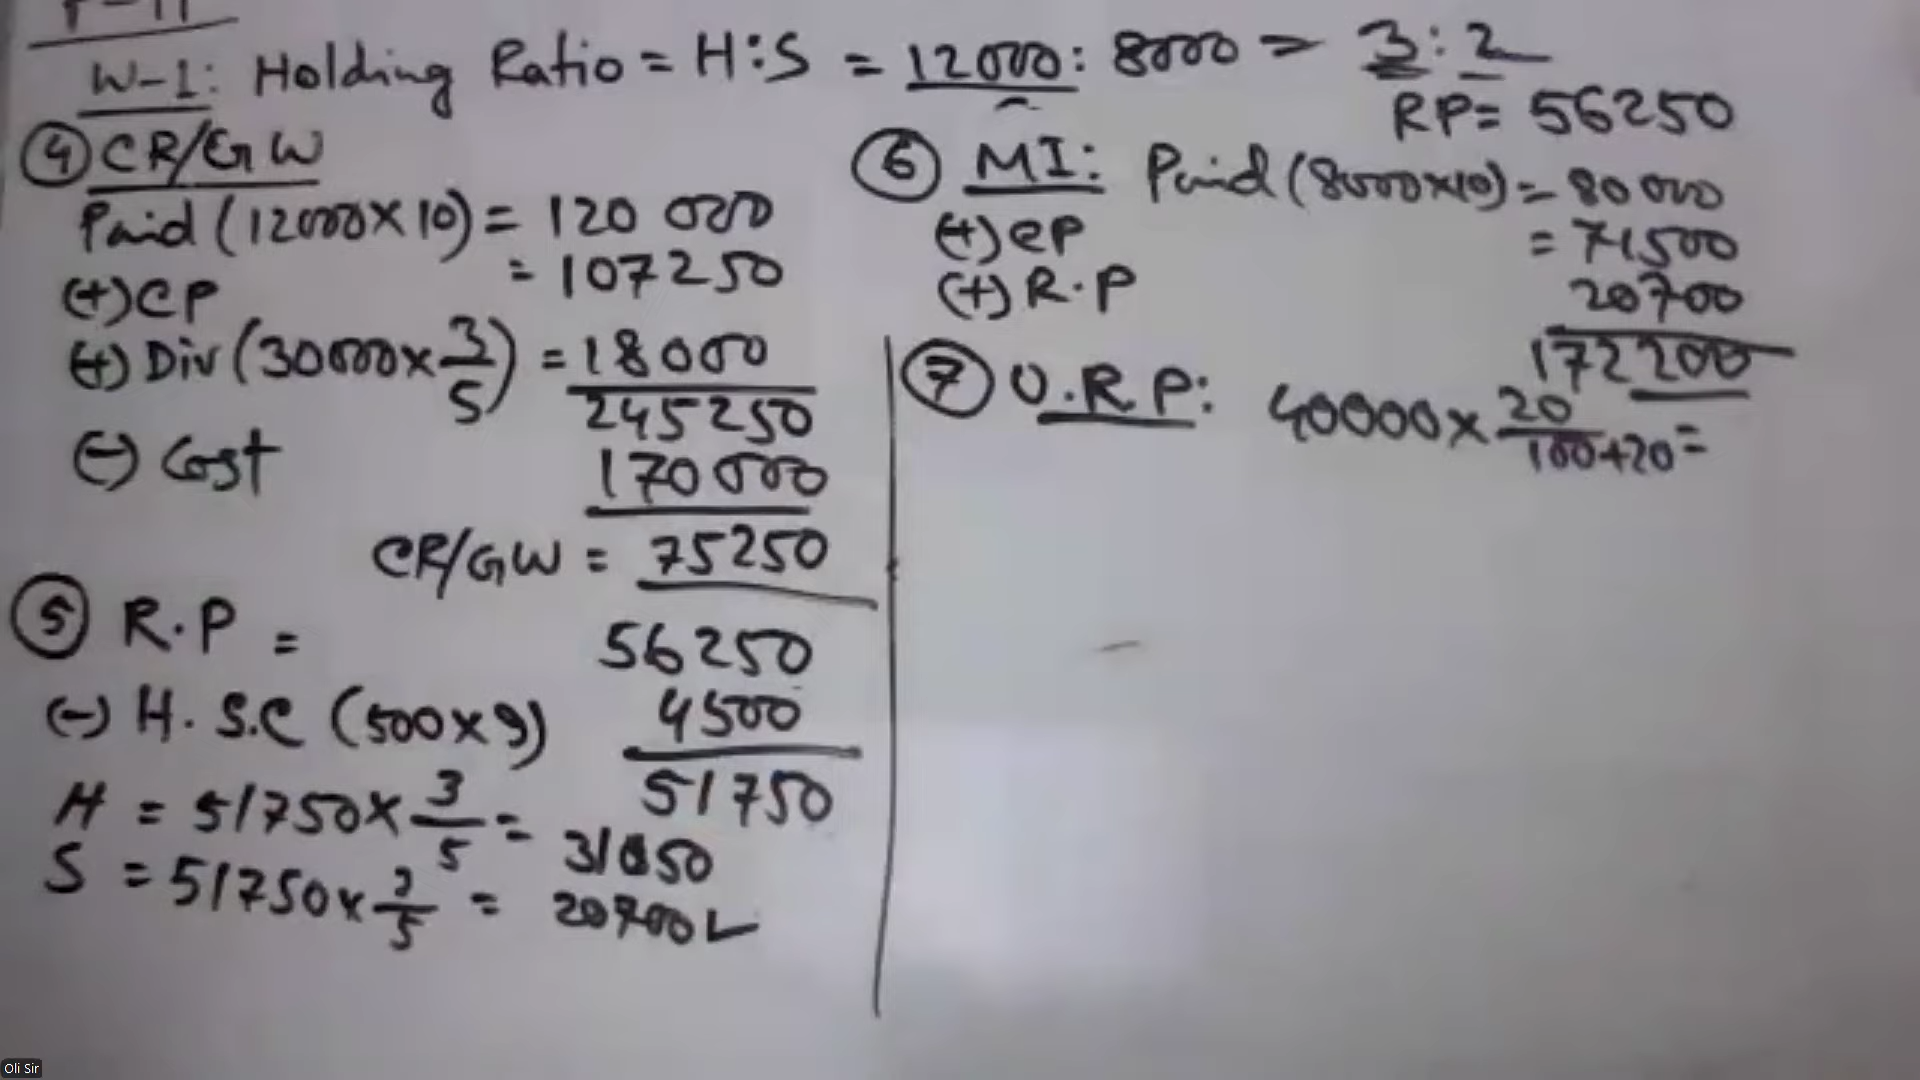 P-11
W-1: Holding Ratio = H:S = 12000 : 8000 = 3 : 2
RP = 56250
④ CR/GW
Paid (12000×10) = 120 000
(+) CP = 107250
(+) Div (30000 × 3/5) = 18000
245250
(-) Cost 170000
CR/GW = 75250
⑤ R.P = 56250
(-) H.S.C (500×9) 4500
51750
H = 51750 × 3/5 = 31050
S = 51750 × 2/5 = 20700
⑥ MI: Paid (8000×10) = 80000
(+) CP = 71500
(+) R.P 20700
172200
⑦ U.R.P: 40000 × 20/100+20 =
Oli Sir